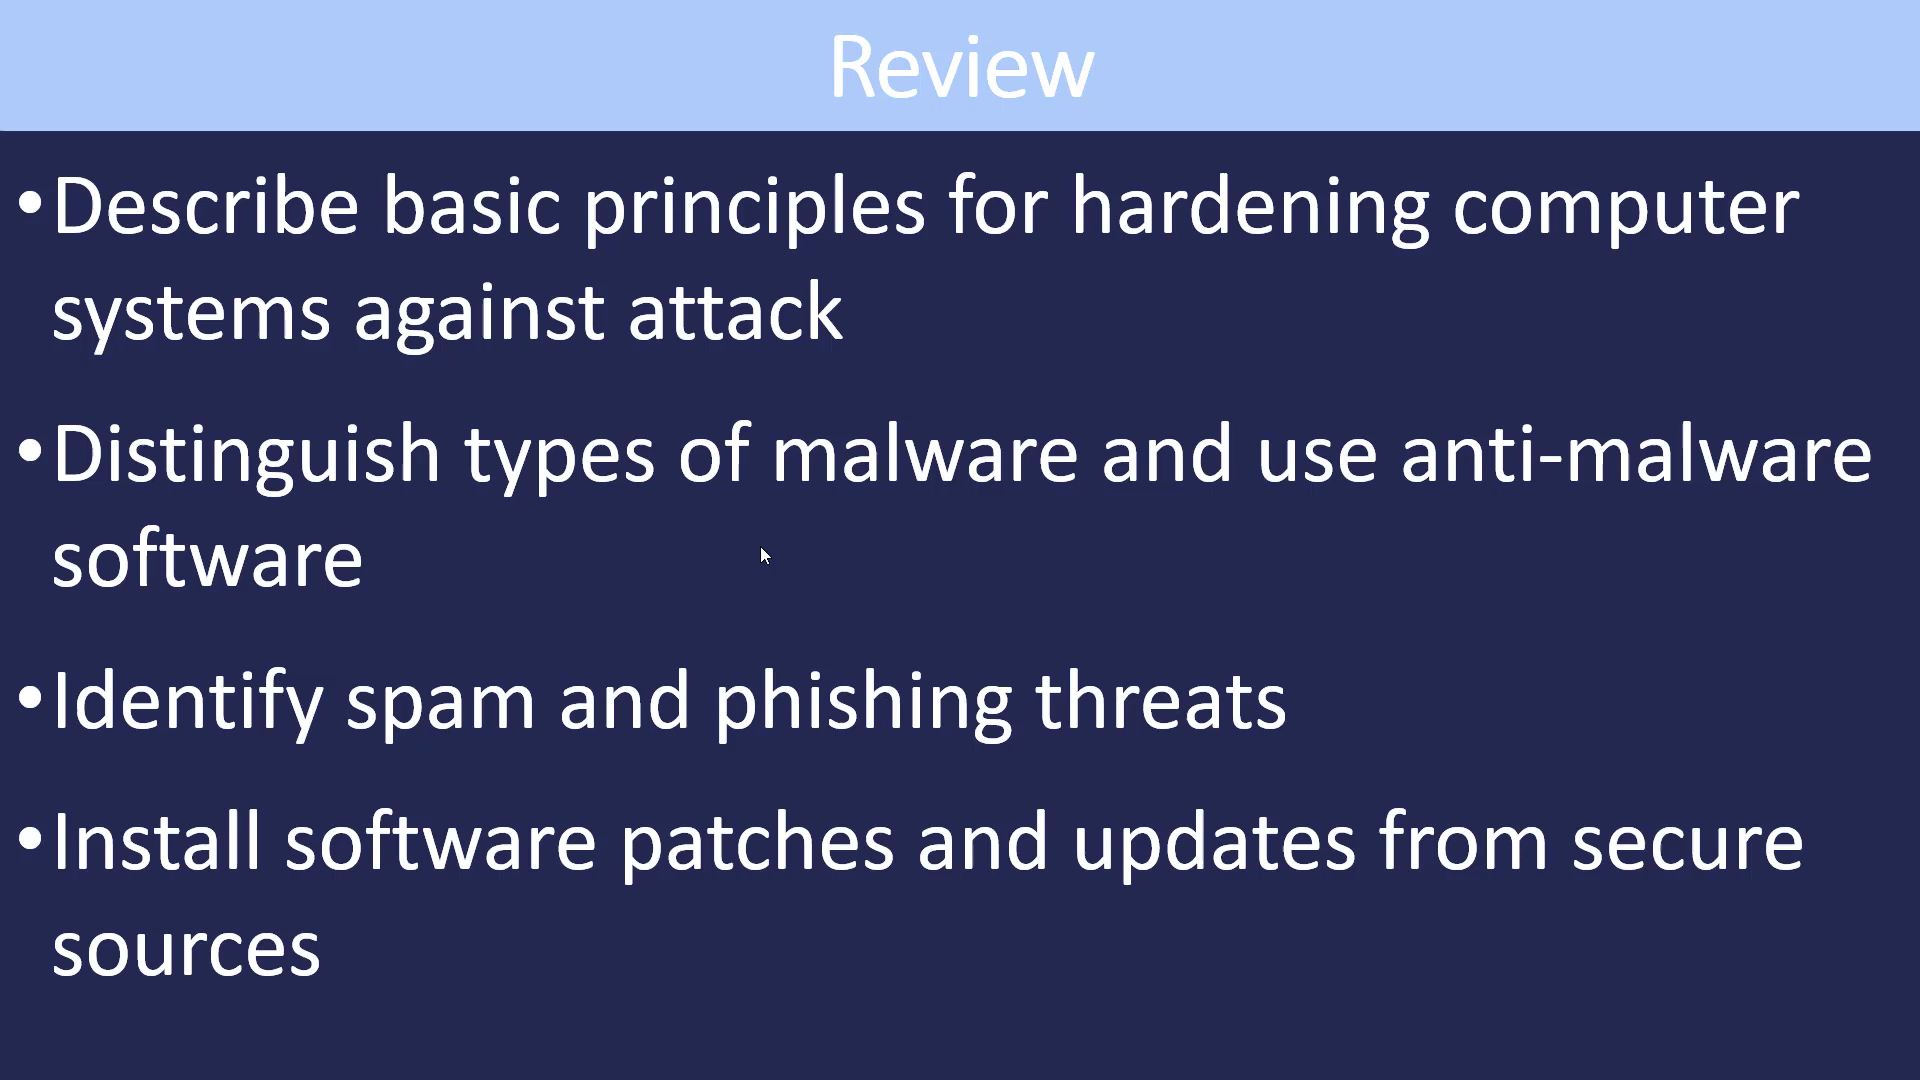 Review
•Describe basic principles for hardening computer
systems against attack
•Distinguish types of malware and use anti-malware
software
•Identify spam and phishing threats
•Install software patches and updates from secure
sources